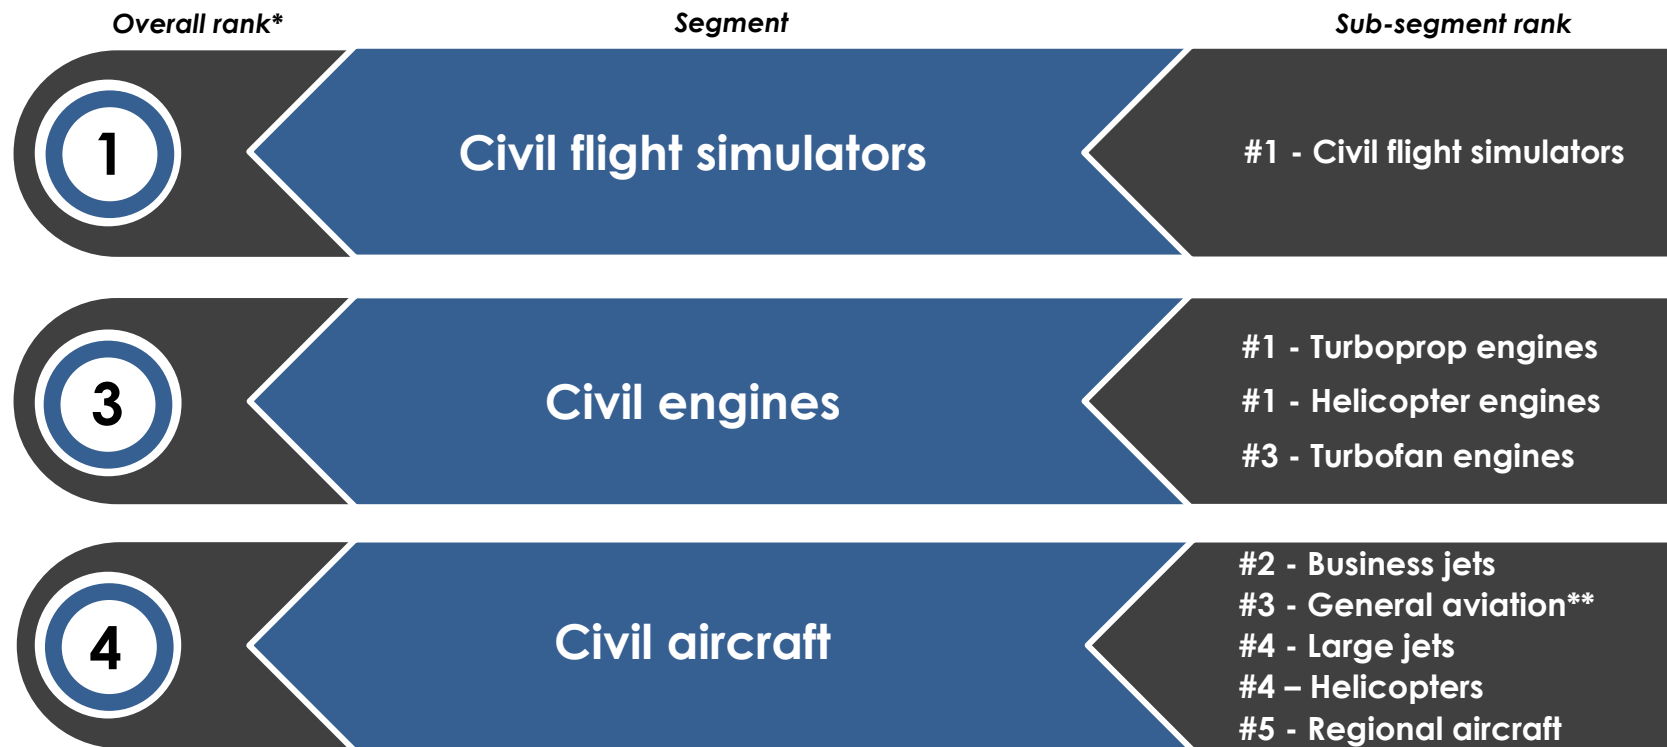 Overall rank* Segment Sub-segment rank
1
Civil flight simulators
#1 - Civil flight simulators
3
Civil engines
#1 - Turboprop engines
#1 - Helicopter engines
#3 - Turbofan engines
4
Civil aircraft
#2 - Business jets
#3 - General aviation**
#4 - Large jets
#4 – Helicopters
#5 - Regional aircraft